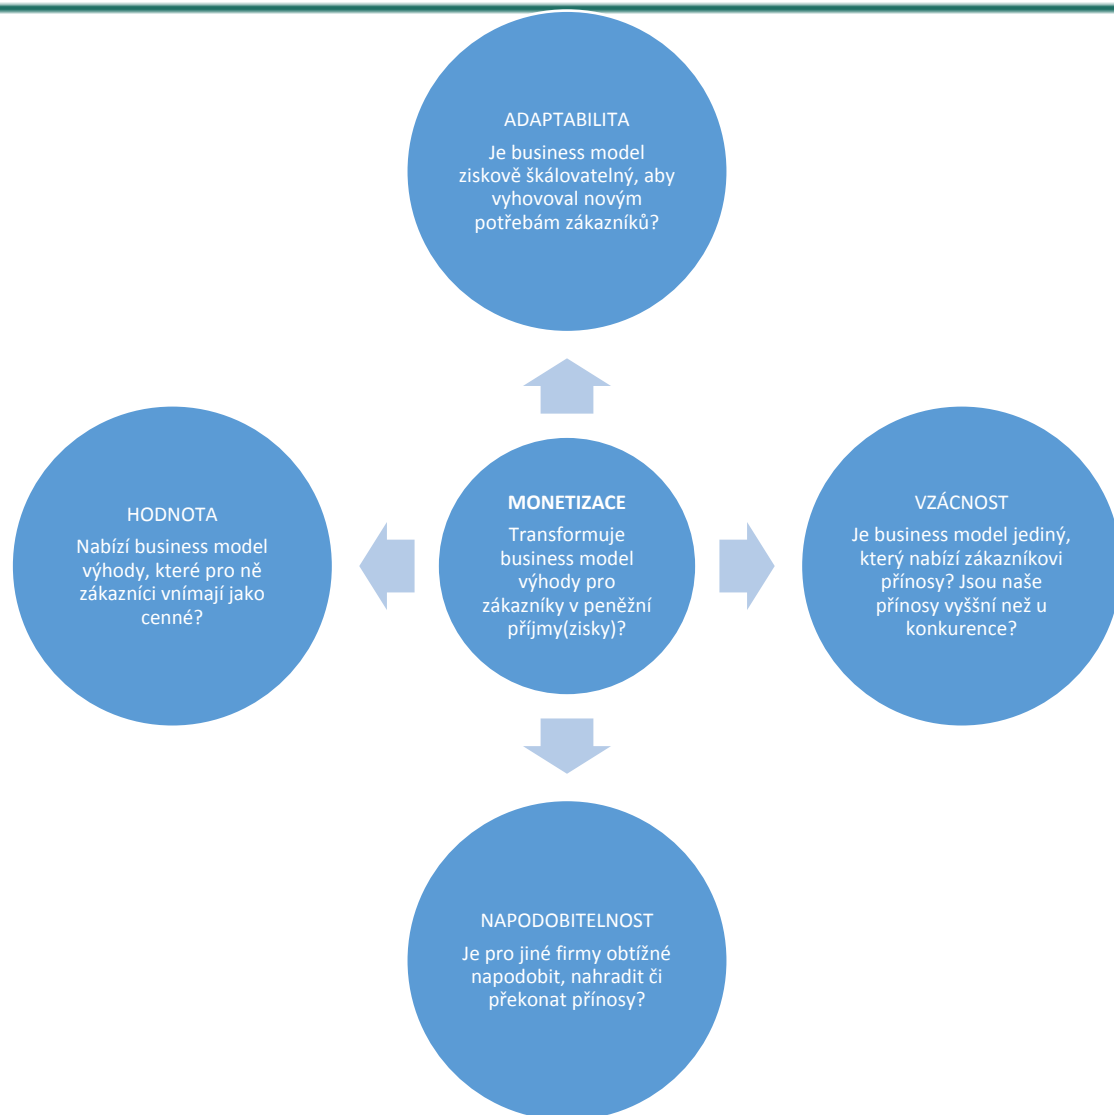 ADAPTABILITA
Je business model
ziskově škálovatelný, aby
vyhovoval novým
potřebám zákazníků?
HODNOTA
Nabízí business model
výhody, které pro ně
zákazníci vnímají jako
cenné?
MONETIZACE
Transformuje
business model
výhody pro
zákazníky v peněžní
příjmy(zisky)?
VZÁCNOST
Je business model jediný,
který nabízí zákazníkovi
přínosy? Jsou naše
přínosy vyššní než u
konkurence?
NAPODOBITELNOST
Je pro jiné firmy obtížné
napodobit, nahradit či
překonat přínosy?